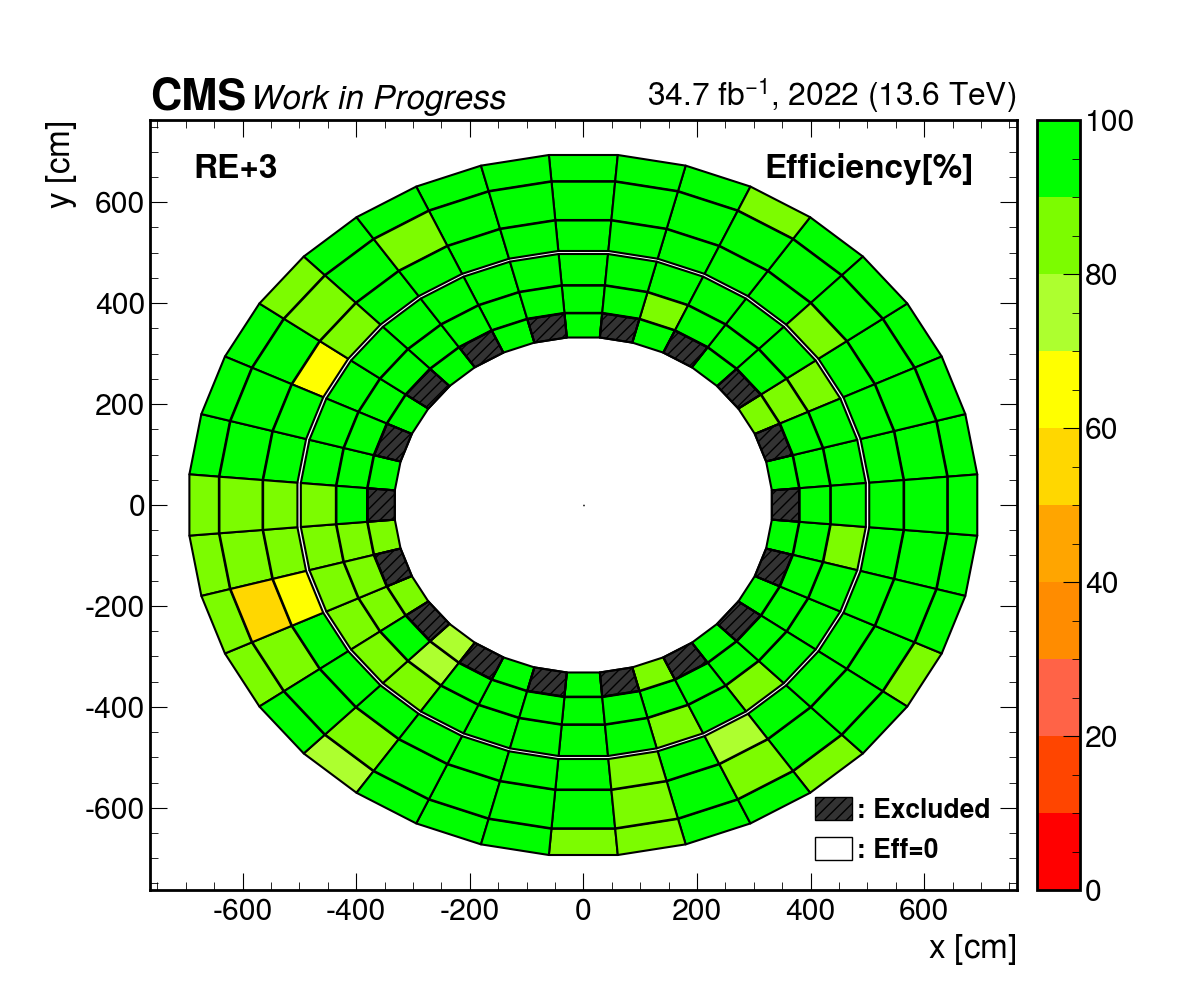 CMS Work in Progress 34.7 fb⁻¹, 2022 (13.6 TeV)
y [cm]
RE+3 Efficiency[%]
600
400
200
0
-200
-400
-600
100
80
60
40
20
0
: Excluded
: Eff=0
-600 -400 -200 0 200 400 600
x [cm]